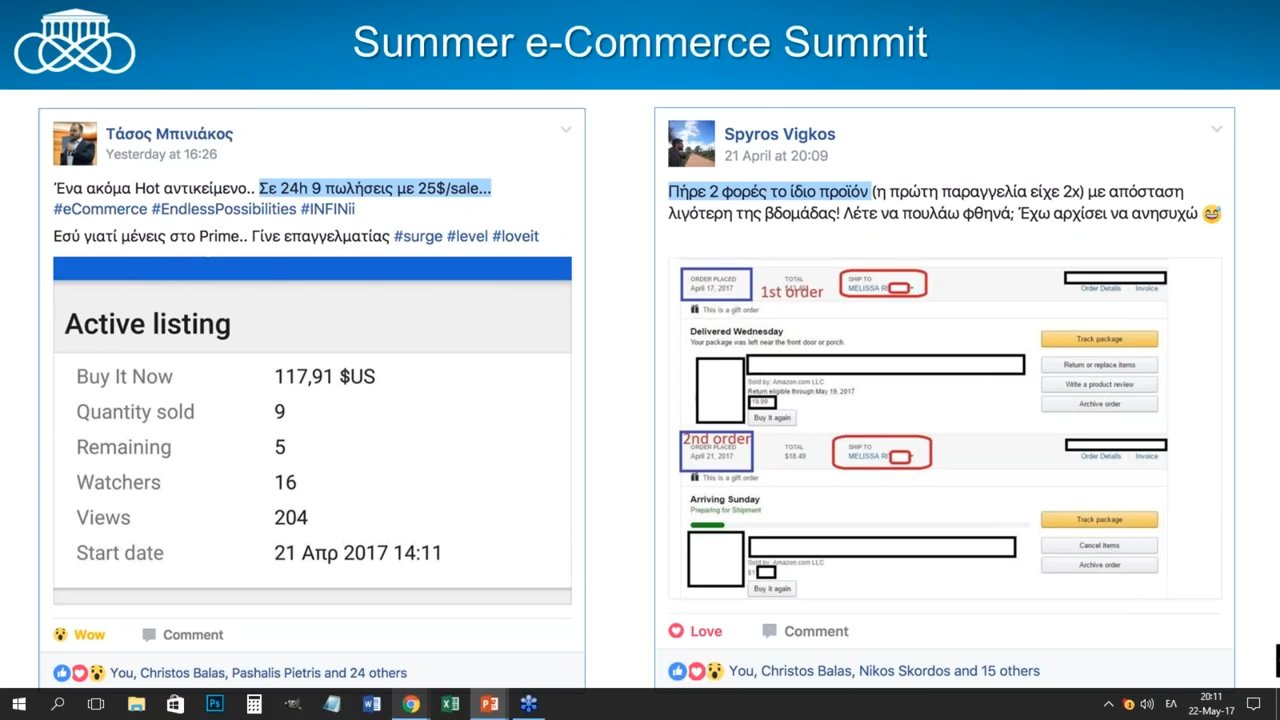 Summer e-Commerce Summit
Τάσος Μπινιάκος
Yesterday at 16:26
Ένα ακόμα Hot αντικείμενο.. Σε 24h 9 πωλήσεις με 25$/sale...
#eCommerce #EndlessPossibilities #INFINii
Εσύ γιατί μένεις στο Prime.. Γίνε επαγγελματίας #surge #level #loveit
Active listing
Buy It Now 117,91 $US
Quantity sold 9
Remaining 5
Watchers 16
Views 204
Start date 21 Απρ 2017 14:11
Wow Comment
You, Christos Balas, Pashalis Pietris and 24 others
Spyros Vigkos
21 April at 20:09
Πήρε 2 φορές το ίδιο προϊόν (η πρώτη παραγγελία είχε 2x) με απόσταση
λιγότερη της βδομάδας! Λέτε να πουλάω φθηνά; Έχω αρχίσει να ανησυχώ 😅
ORDER PLACED TOTAL SHIP TO
April 17, 2017 1st order MELISSA Order Details Invoice
This is a gift order
Delivered Wednesday
Your package was left near the front door or porch.
Track package
Return or replace items
Sold by: Amazon.com LLC
Return eligible through May 19, 2017
Write a product review
Archive order
Buy it again
2nd order
ORDER PLACED TOTAL SHIP TO
April 21, 2017 $18.49 MELISSA Order Details Invoice
This is a gift order
Arriving Sunday
Preparing for Shipment
Track package
Cancel items
Sold by: Amazon.com LLC
Archive order
Buy it again
Love Comment
You, Christos Balas, Nikos Skordos and 15 others
Ps
ΕΛ
20:11
22-May-17